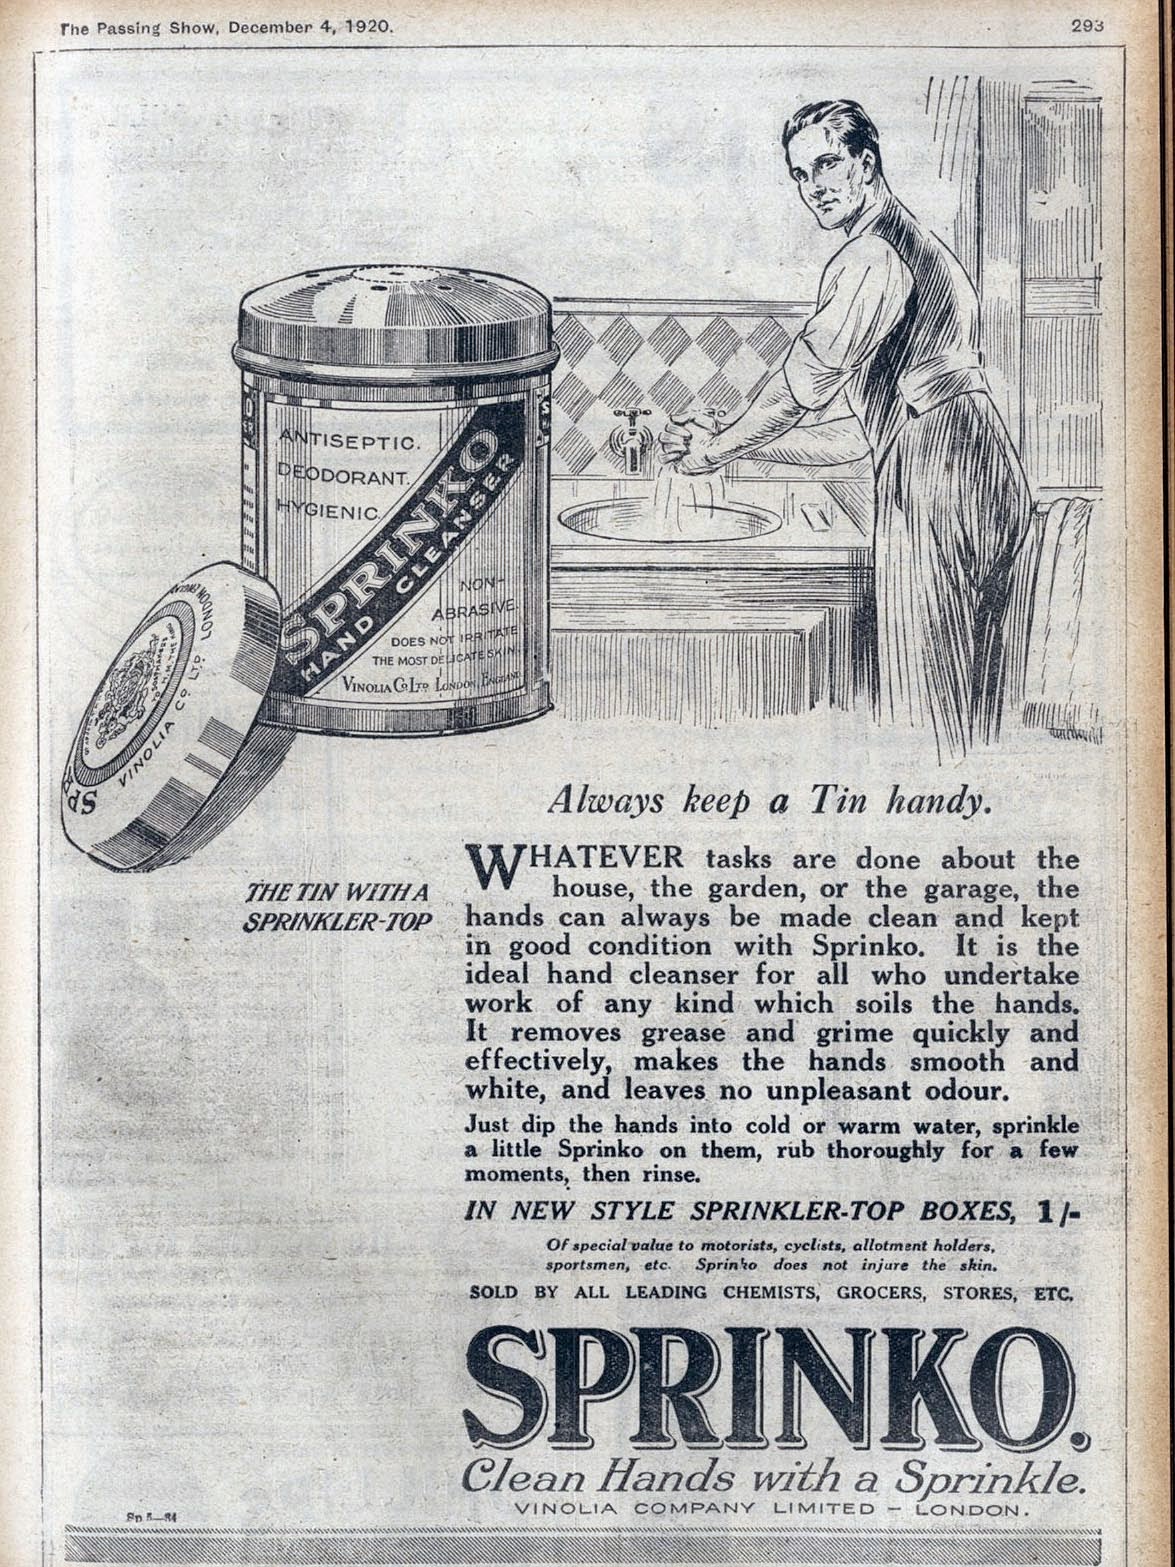 The Passing Show, December 4, 1920.
293
ANTISEPTIC.
DEODORANT.
HYGIENIC.
SPRINKO
HAND CLEANSER
NON-
ABRASIVE.
DOES NOT IRRITATE
THE MOST DELICATE SKIN.
VINOLIA Co LTD LONDON, ENGLAND
VINOLIA CO LTD LONDON
Always keep a Tin handy.
THE TIN WITH A
SPRINKLER-TOP
WHATEVER tasks are done about the
house, the garden, or the garage, the
hands can always be made clean and kept
in good condition with Sprinko. It is the
ideal hand cleanser for all who undertake
work of any kind which soils the hands.
It removes grease and grime quickly and
effectively, makes the hands smooth and
white, and leaves no unpleasant odour.
Just dip the hands into cold or warm water, sprinkle
a little Sprinko on them, rub thoroughly for a few
moments, then rinse.
IN NEW STYLE SPRINKLER-TOP BOXES, 1/-
Of special value to motorists, cyclists, allotment holders,
sportsmen, etc. Sprinko does not injure the skin.
SOLD BY ALL LEADING CHEMISTS, GROCERS, STORES, ETC.
SPRINKO.
Clean Hands with a Sprinkle.
VINOLIA COMPANY LIMITED – LONDON.